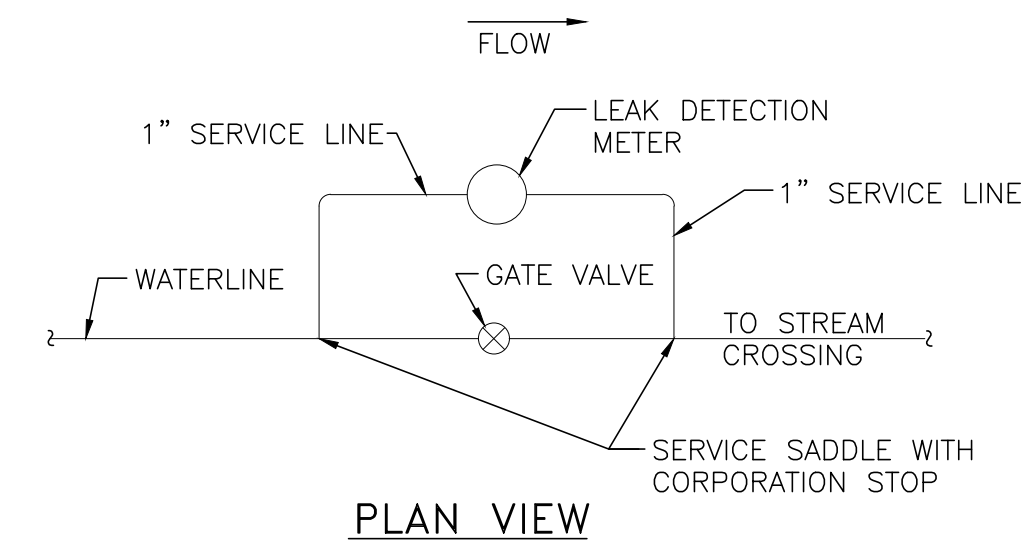 FLOW
LEAK DETECTION
METER
1” SERVICE LINE
1” SERVICE LINE
WATERLINE
GATE VALVE
TO STREAM
CROSSING
SERVICE SADDLE WITH
CORPORATION STOP
PLAN VIEW